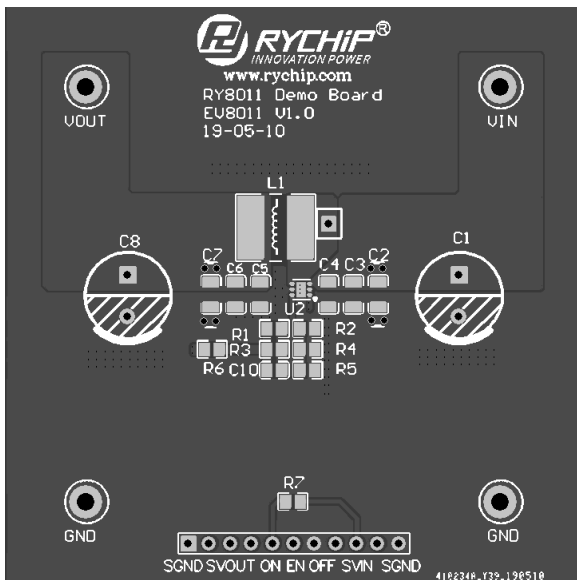 RYCHiP®
INNOVATION POWER
www.rychip.com
RY8011 Demo Board
EV8011 V1.0
19-05-10
VOUT
VIN
L1
C8
C7
C6
C5
C4
C3
C2
C1
U2
R1
R2
R3
R4
R6
C10
R5
R7
GND
GND
SGND SVOUT ON EN OFF SVIN SGND
4102340_Y39_190510